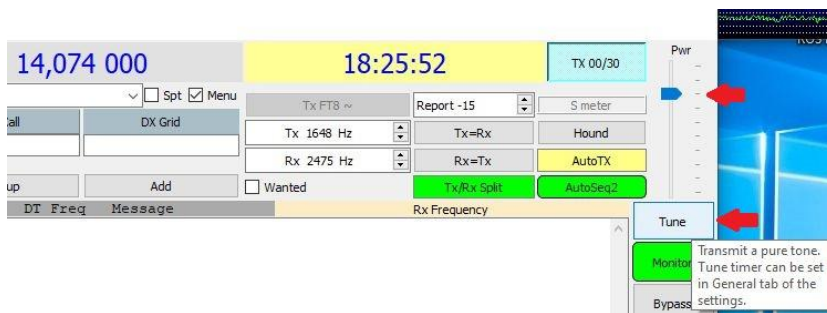 14,074 000
18:25:52
TX 00/30
Pwr
Spt
Menu
Tx FT8 ~
Report -15
S meter
all
DX Grid
Tx 1648 Hz
Tx=Rx
Hound
Rx 2475 Hz
Rx=Tx
AutoTX
up
Add
Wanted
Tx/Rx Split
AutoSeq2
DT Freq Message
Rx Frequency
Tune
Monitor
Transmit a pure tone.
Tune timer can be set
in General tab of the
settings.
Bypass